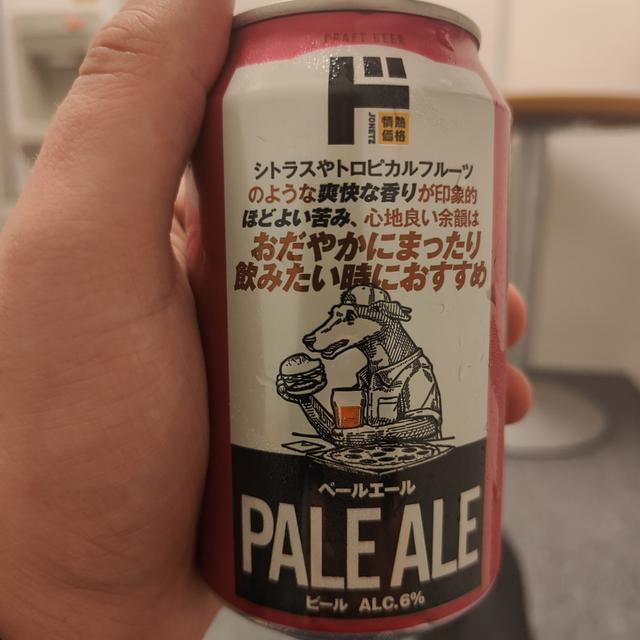 CRAFT BEER
ド
JONETZ
情熱
価格
シトラスやトロピカルフルーツ
のような爽快な香りが印象的
ほどよい苦み、心地良い余韻は
おだやかにまったり
飲みたい時におすすめ
ペールエール
PALE ALE
ビール ALC.6%